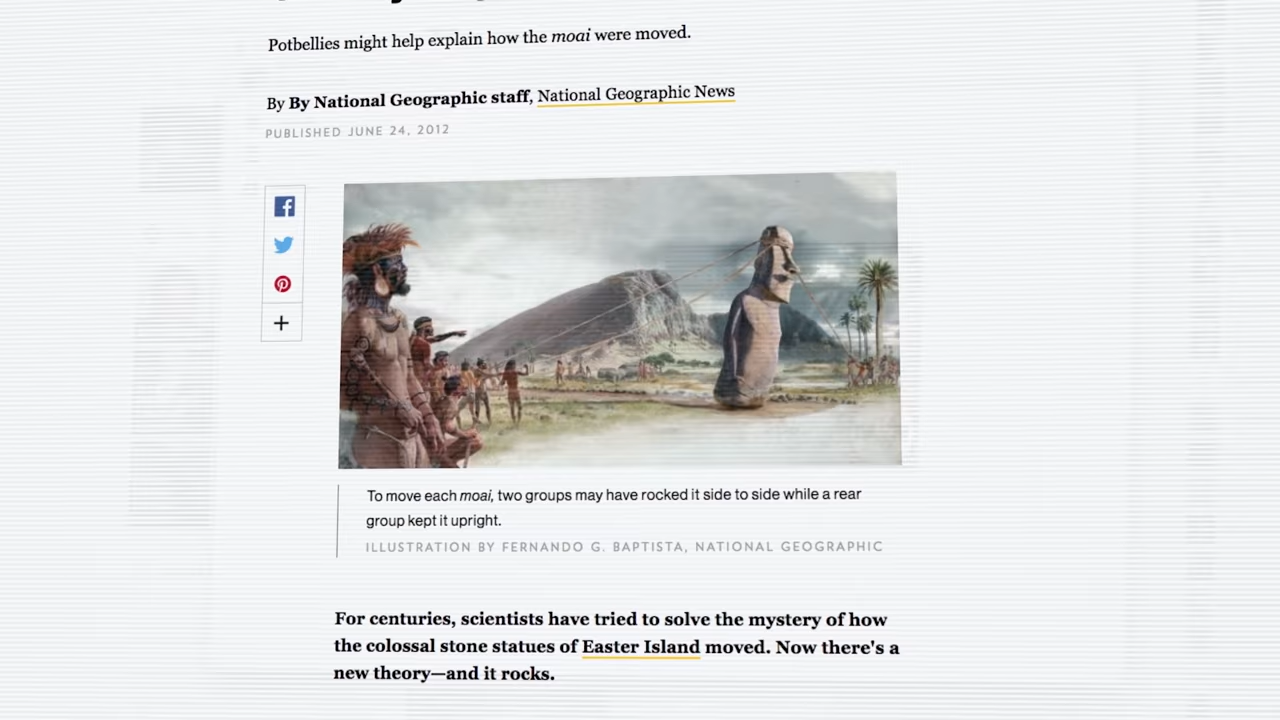 Potbellies might help explain how the moai were moved.
By By National Geographic staff, National Geographic News
PUBLISHED JUNE 24, 2012
To move each moai, two groups may have rocked it side to side while a rear
group kept it upright.
ILLUSTRATION BY FERNANDO G. BAPTISTA, NATIONAL GEOGRAPHIC
For centuries, scientists have tried to solve the mystery of how
the colossal stone statues of Easter Island moved. Now there's a
new theory—and it rocks.